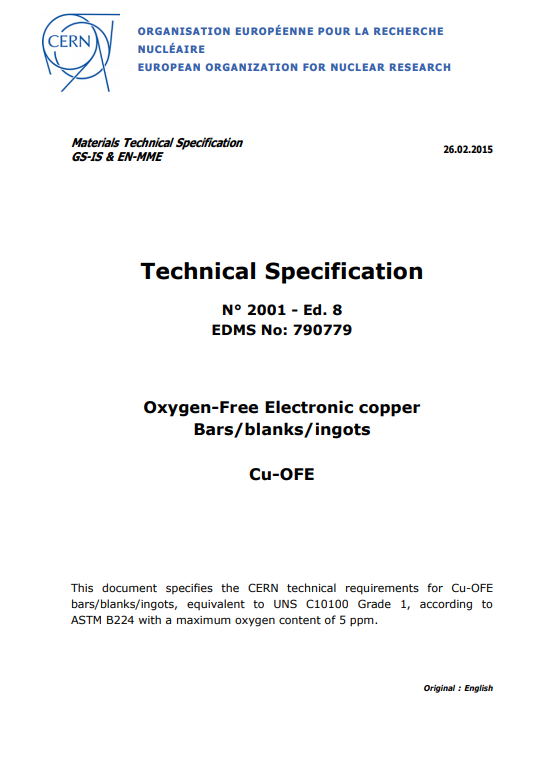 CERN
ORGANISATION EUROPÉENNE POUR LA RECHERCHE
NUCLÉAIRE
EUROPEAN ORGANIZATION FOR NUCLEAR RESEARCH
Materials Technical Specification
GS-IS & EN-MME
26.02.2015
Technical Specification
N° 2001 - Ed. 8
EDMS No: 790779
Oxygen-Free Electronic copper
Bars/blanks/ingots
Cu-OFE
This document specifies the CERN technical requirements for Cu-OFE
bars/blanks/ingots, equivalent to UNS C10100 Grade 1, according to
ASTM B224 with a maximum oxygen content of 5 ppm.
Original : English